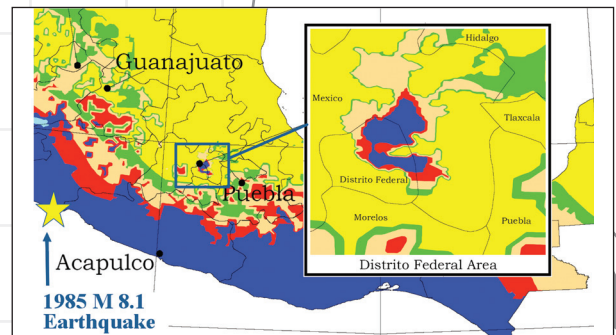 Guanajuato
Puebla
Acapulco
1985 M 8.1
Earthquake
Hidalgo
Mexico
Tlaxcala
Distrito Federal
Morelos
Puebla
Distrito Federal Area